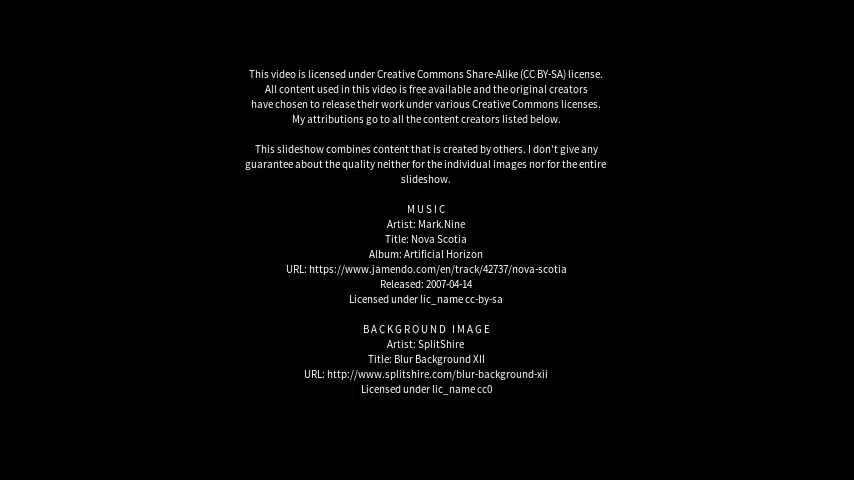 This video is licensed under Creative Commons Share-Alike (CC BY-SA) license.
All content used in this video is free available and the original creators
have chosen to release their work under various Creative Commons licenses.
My attributions go to all the content creators listed below.
This slideshow combines content that is created by others. I don't give any
guarantee about the quality neither for the individual images nor for the entire
slideshow.
MUSIC
Artist: Mark.Nine
Title: Nova Scotia
Album: Artificial Horizon
URL: https://www.jamendo.com/en/track/42737/nova-scotia
Released: 2007-04-14
Licensed under lic_name cc-by-sa
BACKGROUND IMAGE
Artist: SplitShire
Title: Blur Background XII
URL: http://www.splitshire.com/blur-background-xii
Licensed under lic_name cc0